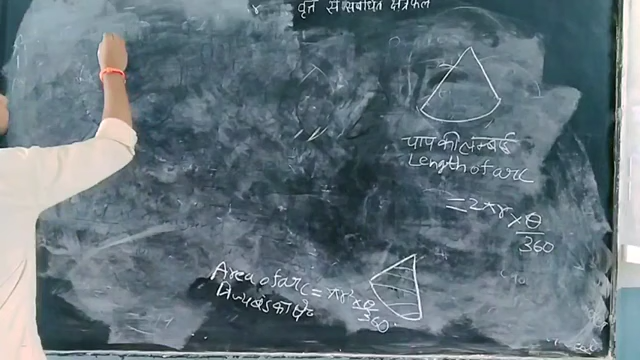 वृत्त से संबंधित क्षेत्रफल
चाप की लम्बाई
Length of arc
= 2πr × θ/360
Area of arc = πr² × θ/360